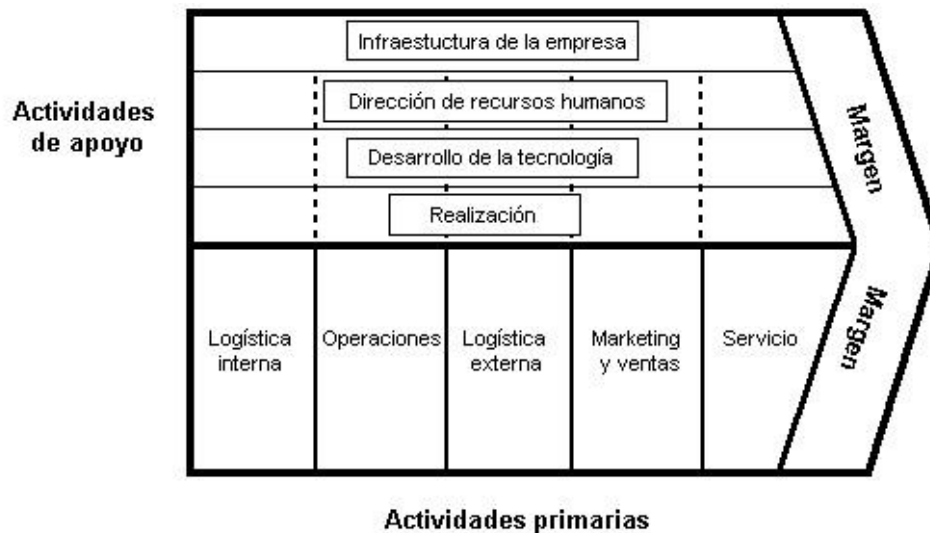 Infraestuctura de la empresa
Dirección de recursos humanos
Desarrollo de la tecnología
Realización
Actividades
de apoyo
Margen
Margen
Logística
interna
Operaciones
Logística
externa
Marketing
y ventas
Servicio
Actividades primarias